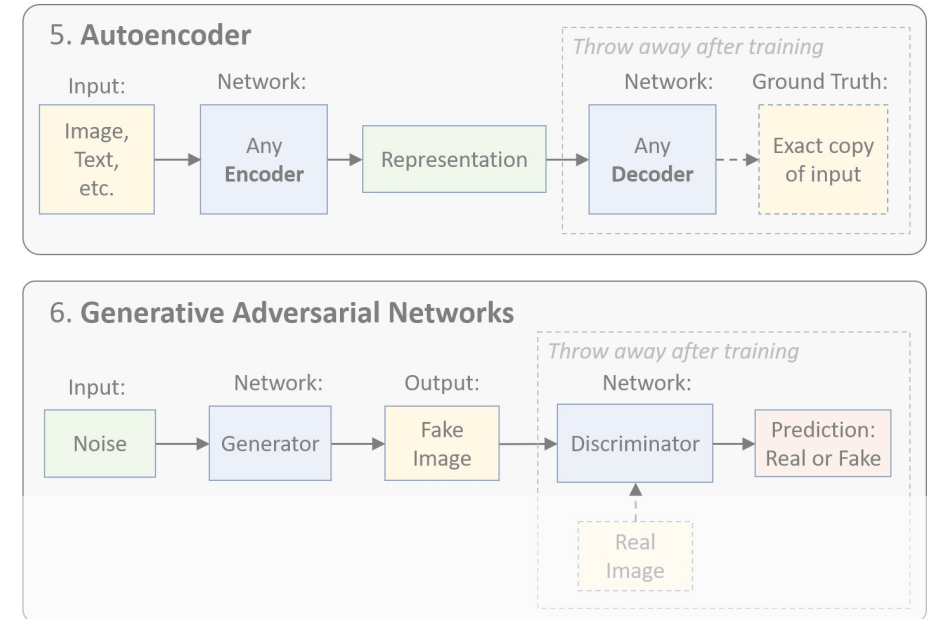 5. Autoencoder
Throw away after training
Input:
Network:
Network:
Ground Truth:
Image,
Text,
etc.
Any
Encoder
Representation
Any
Decoder
Exact copy
of input
6. Generative Adversarial Networks
Throw away after training
Input:
Network:
Output:
Network:
Noise
Generator
Fake
Image
Discriminator
Prediction:
Real or Fake
Real
Image